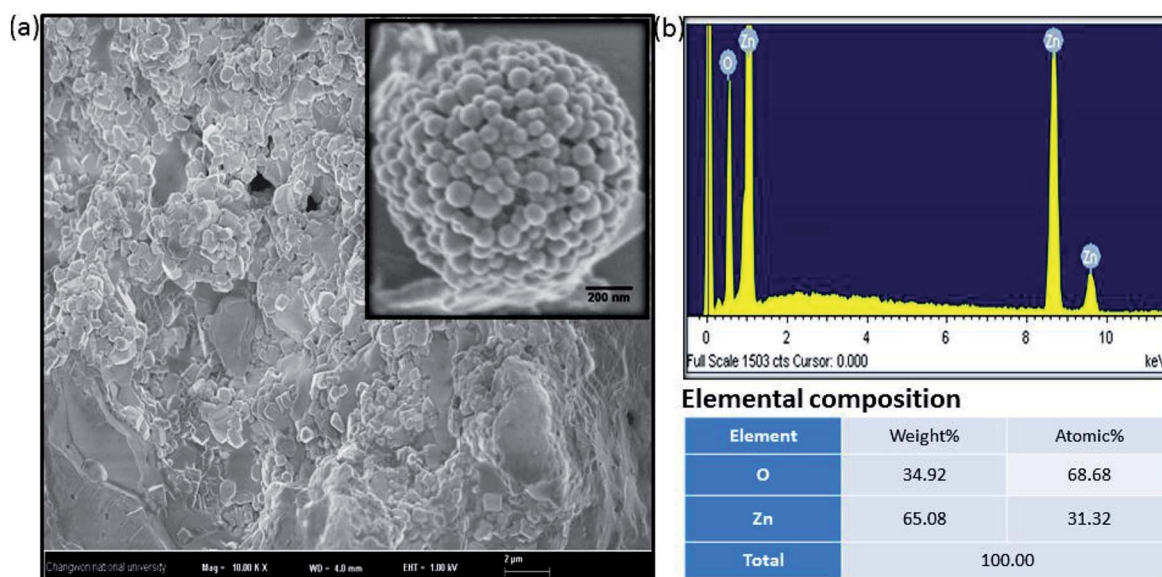 (a)
200 nm
Changwon national university Mag = 10.00 K X WD = 4.0 mm EHT = 1.00 kV 2 µm
(b)
O Zn Zn Zn
0 2 4 6 8 10
Full Scale 1503 cts Cursor: 0.000 keV
Elemental composition
Element Weight% Atomic%
O 34.92 68.68
Zn 65.08 31.32
Total 100.00